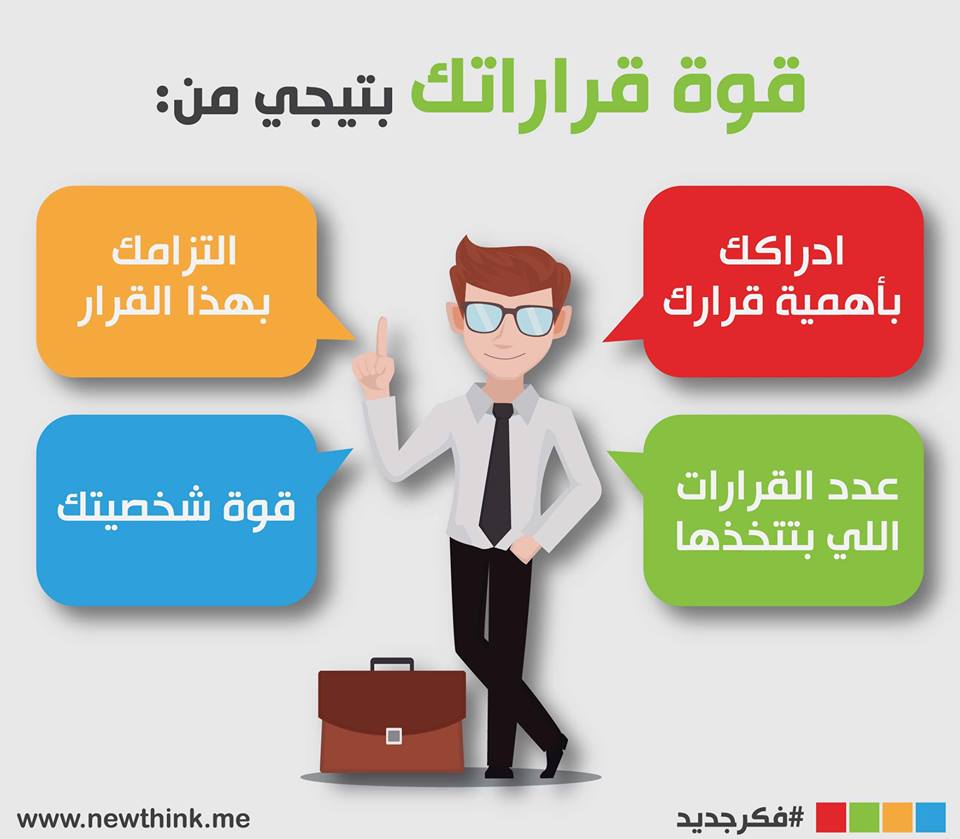 قوة قراراتك بتيجي من:
ادراكك
بأهمية قرارك
التزامك
بهذا القرار
عدد القرارات
اللي بتتخذها
قوة شخصيتك
#فكرجديد
www.newthink.me